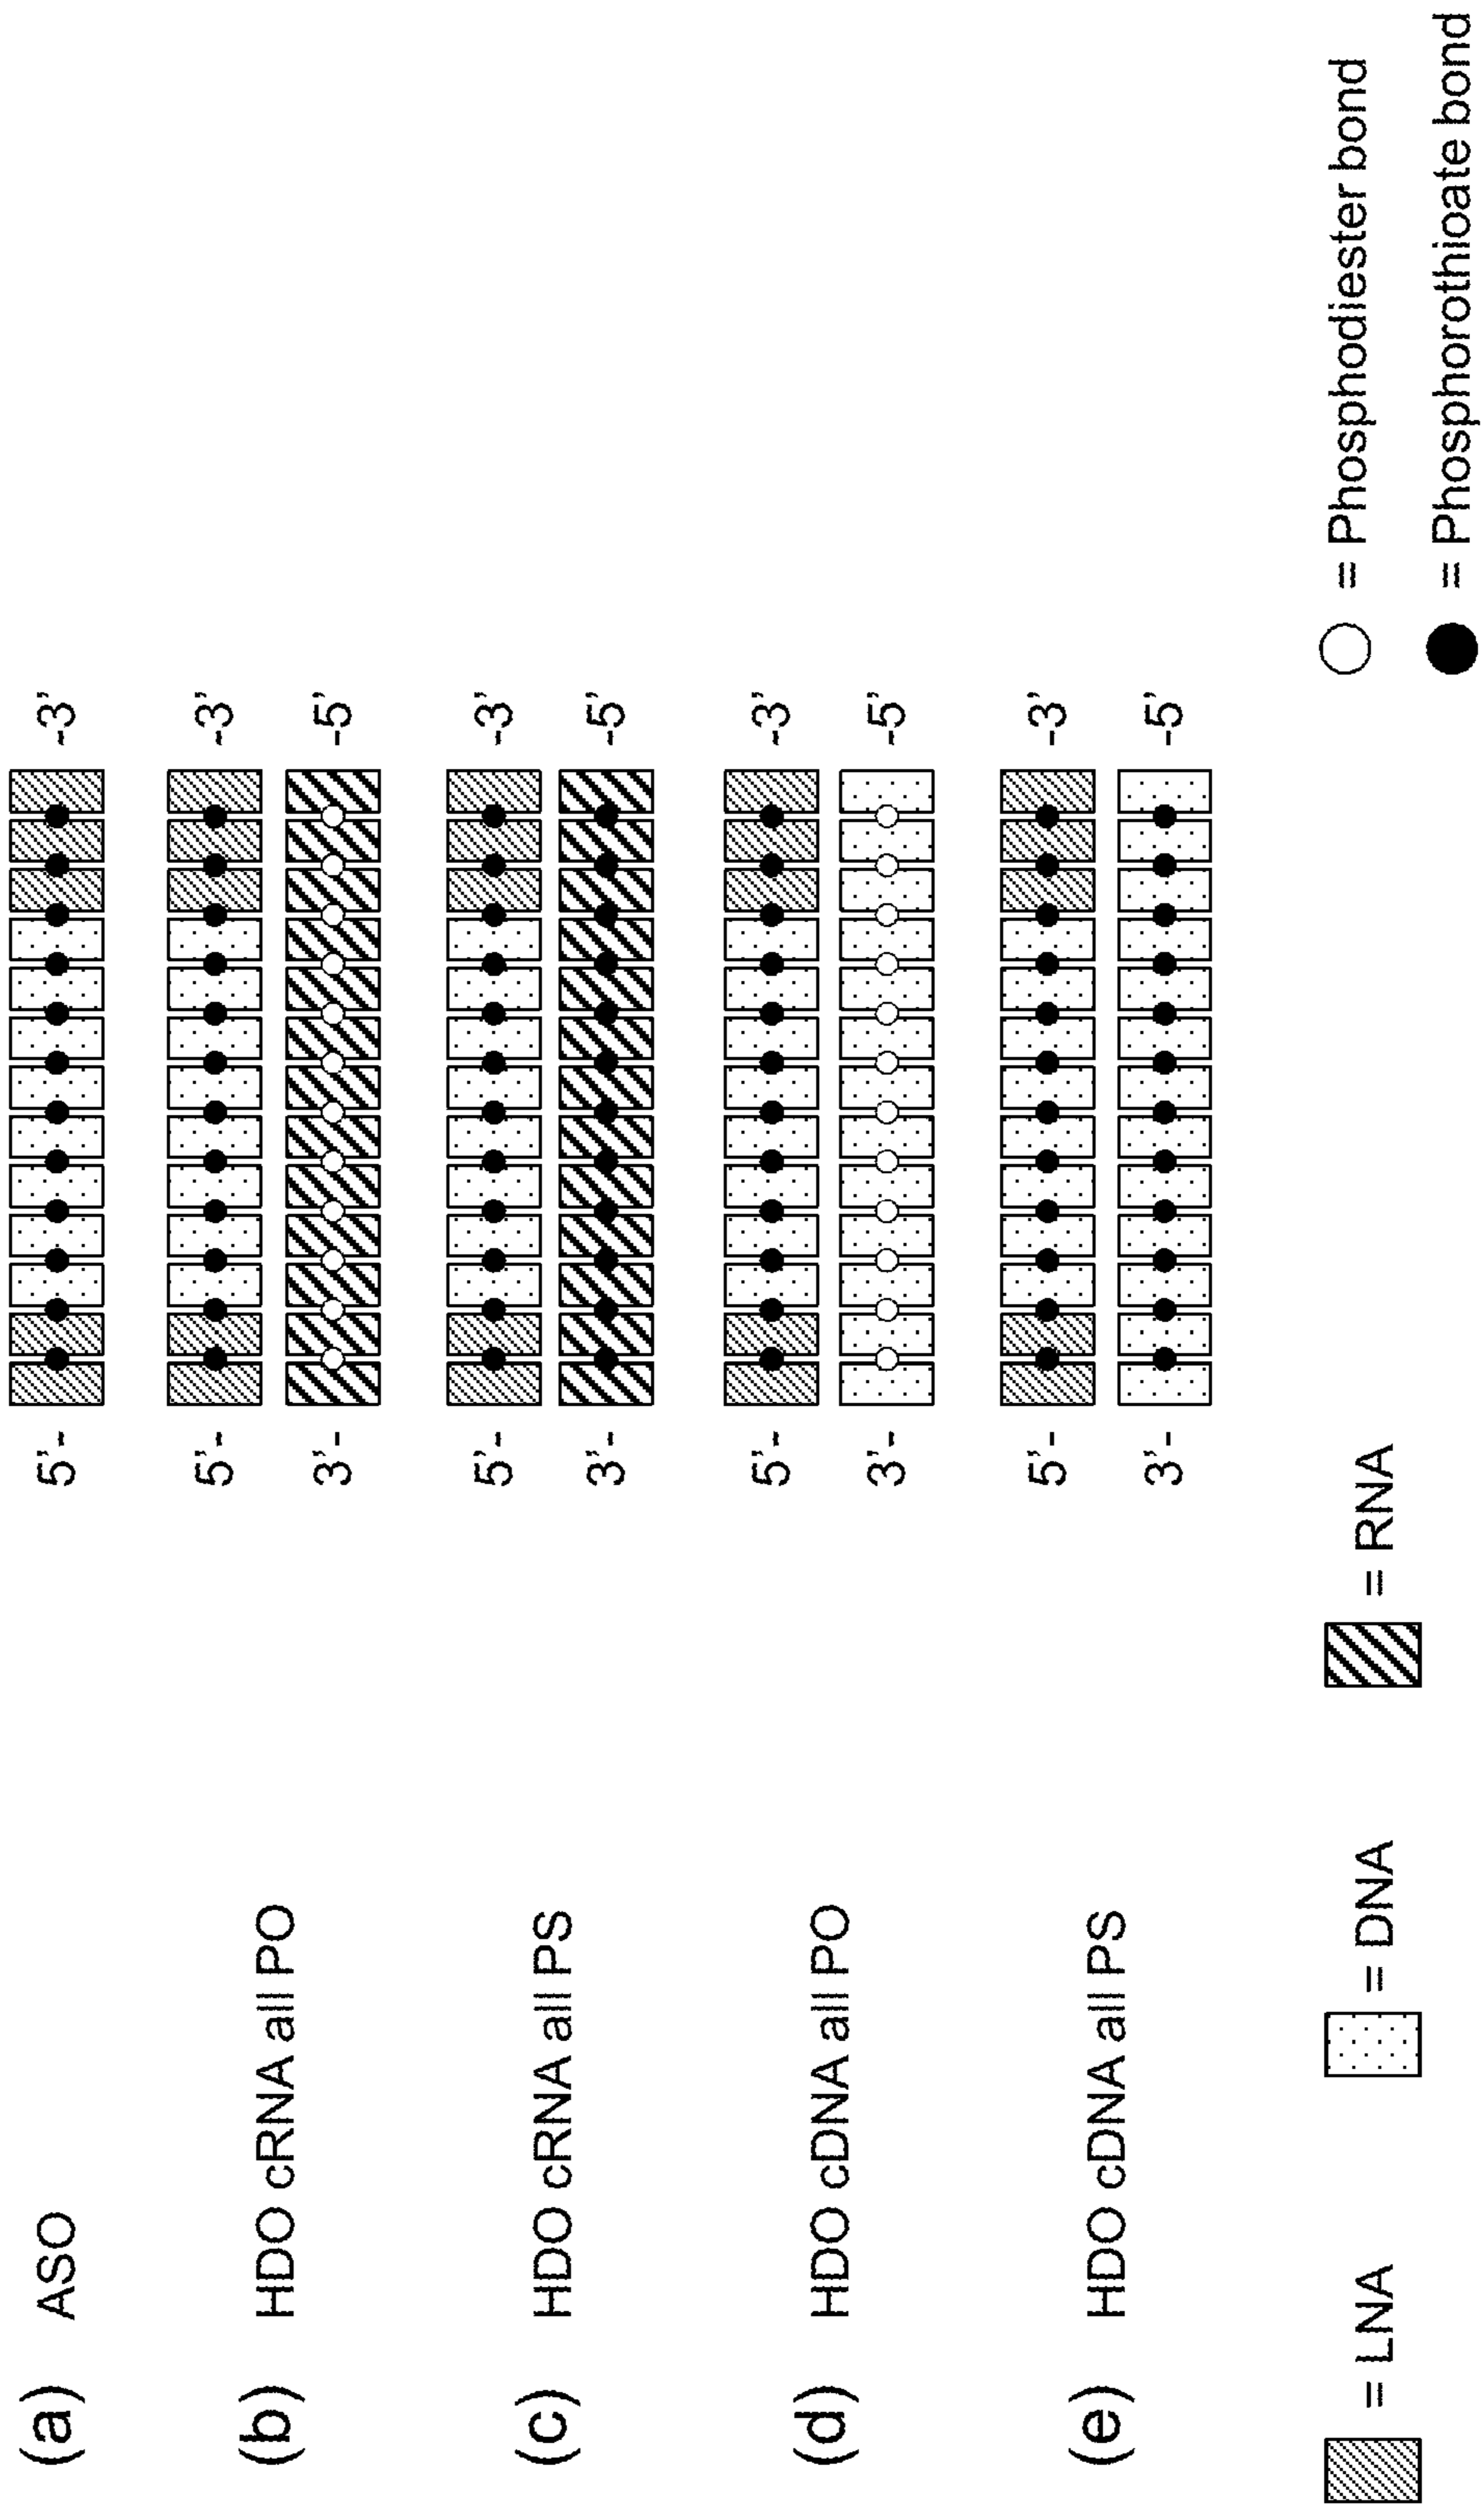 (a) ASO 5'- -3'
(b) HDO cRNA all PO 5'- -3'
3'- -5'
(c) HDO cRNA all PS 5'- -3'
3'- -5'
(d) HDO cDNA all PO 5'- -3'
3'- -5'
(e) HDO cDNA all PS 5'- -3'
3'- -5'
= LNA = DNA = RNA = Phosphodiester bond
= Phosphorothioate bond